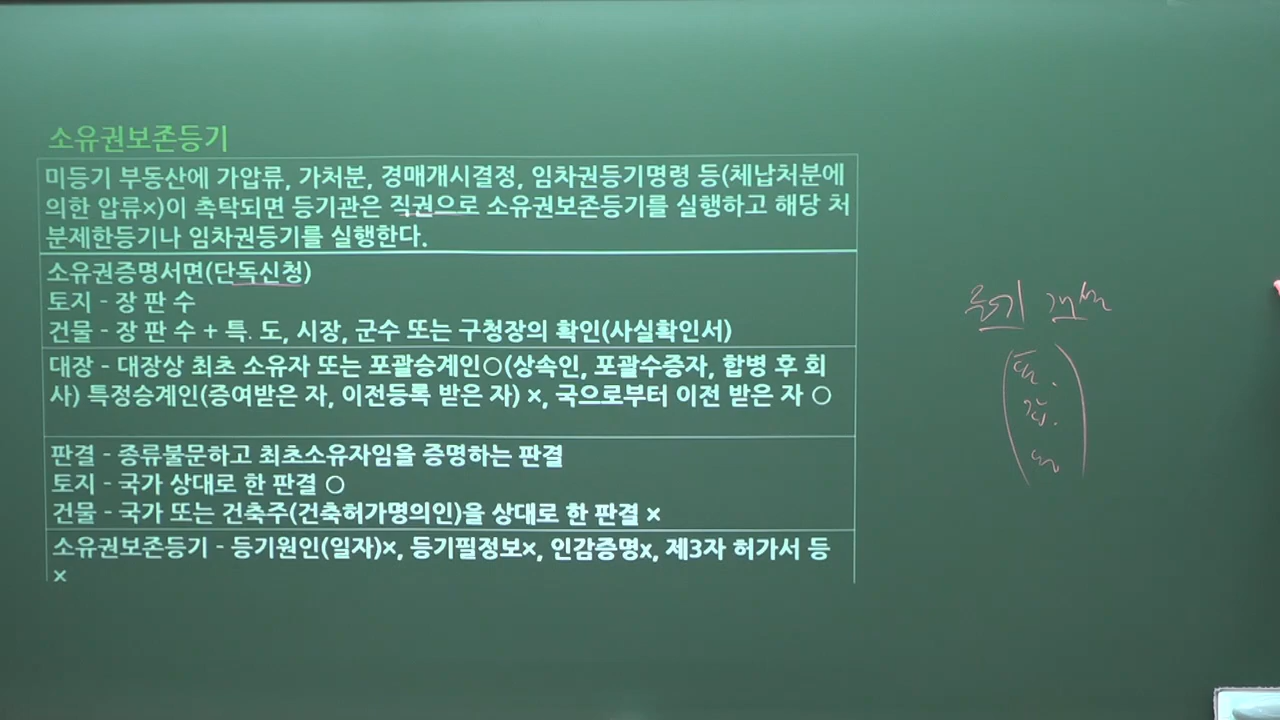 소유권보존등기
미등기 부동산에 가압류, 가처분, 경매개시결정, 임차권등기명령 등(체납처분에
의한 압류×)이 촉탁되면 등기관은 직권으로 소유권보존등기를 실행하고 해당 처
분제한등기나 임차권등기를 실행한다.
소유권증명서면(단독신청)
토지 - 장 판 수
건물 - 장 판 수 + 특. 도, 시장, 군수 또는 구청장의 확인(사실확인서)
대장 - 대장상 최초 소유자 또는 포괄승계인○(상속인, 포괄수증자, 합병 후 회
사) 특정승계인(증여받은 자, 이전등록 받은 자) ×, 국으로부터 이전 받은 자 ○
판결 - 종류불문하고 최초소유자임을 증명하는 판결
토지 - 국가 상대로 한 판결 ○
건물 - 국가 또는 건축주(건축허가명의인)을 상대로 한 판결 ×
소유권보존등기 - 등기원인(일자)×, 등기필정보×, 인감증명x, 제3자 허가서 등
×